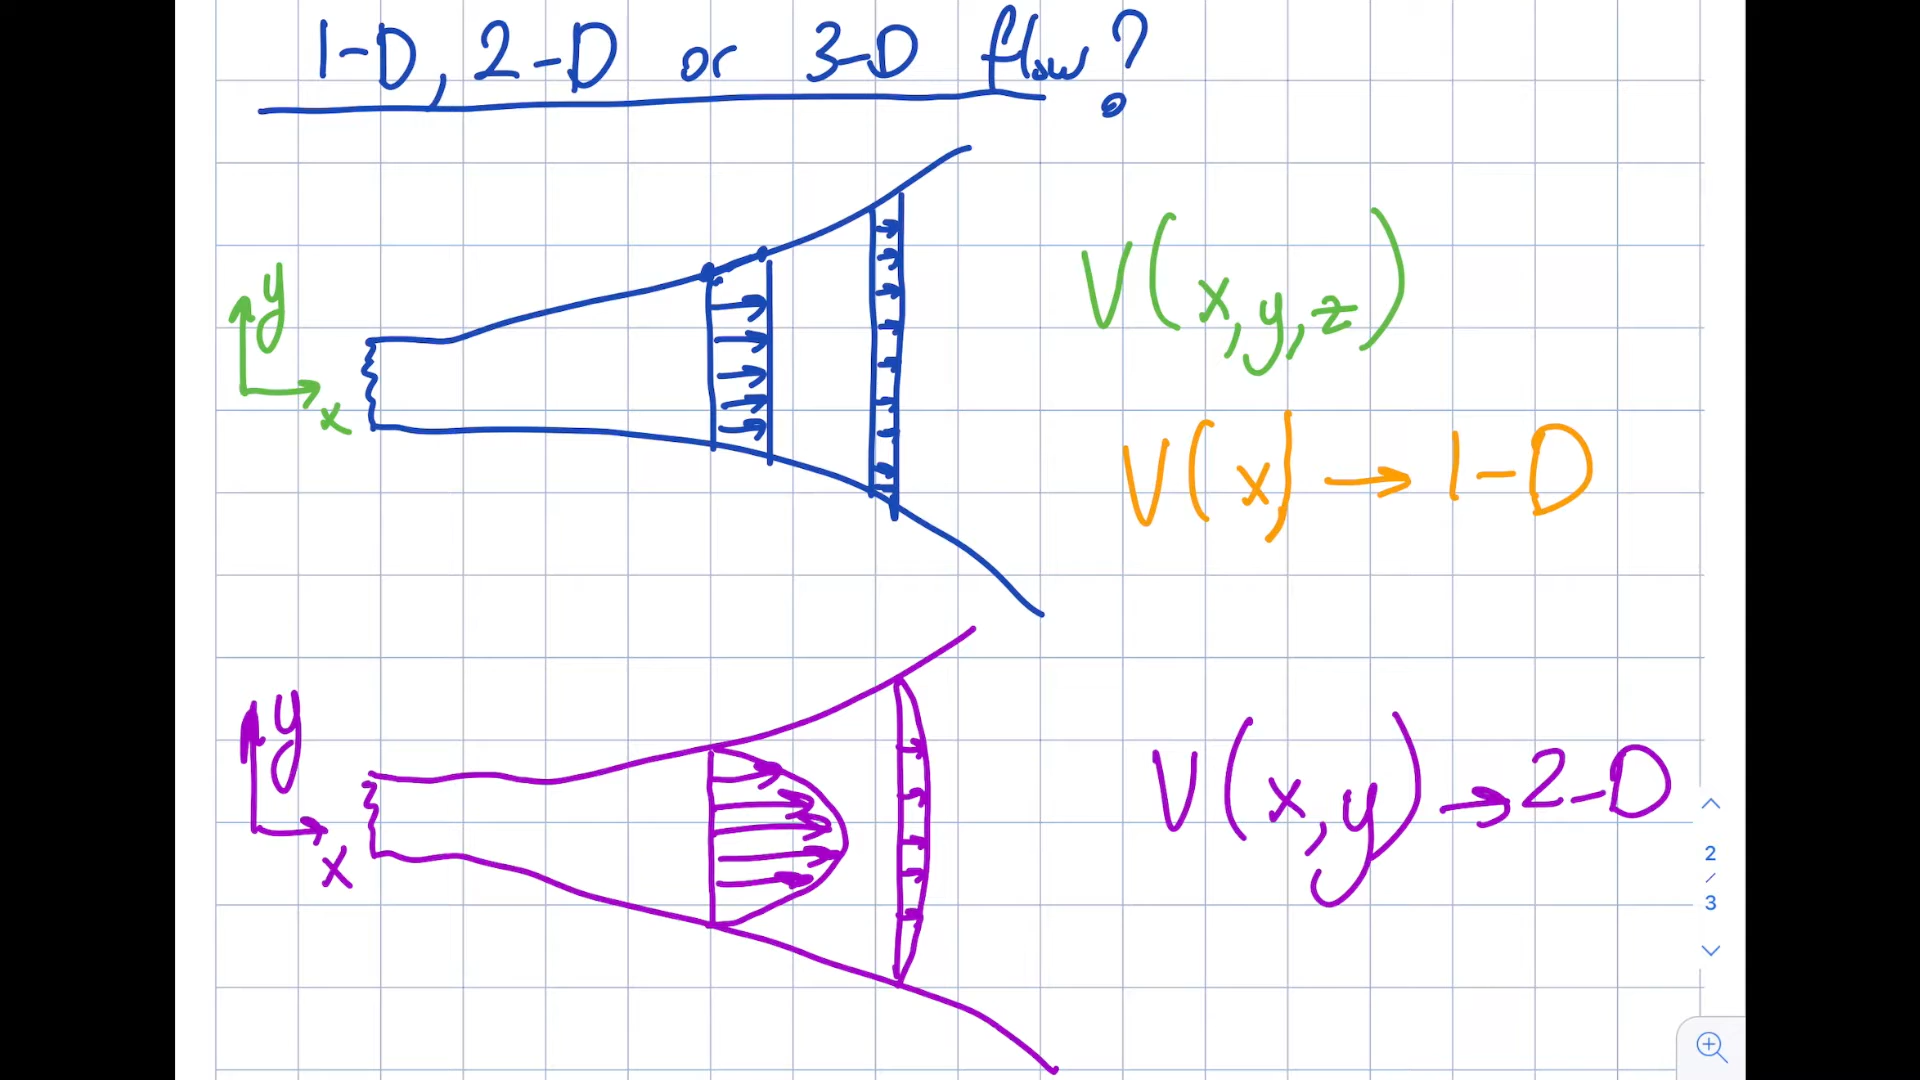 1-D, 2-D or 3-D flow?
y
x
V(x,y,z)
V(x) → 1-D
y
x
V(x,y) → 2-D
2
/
3